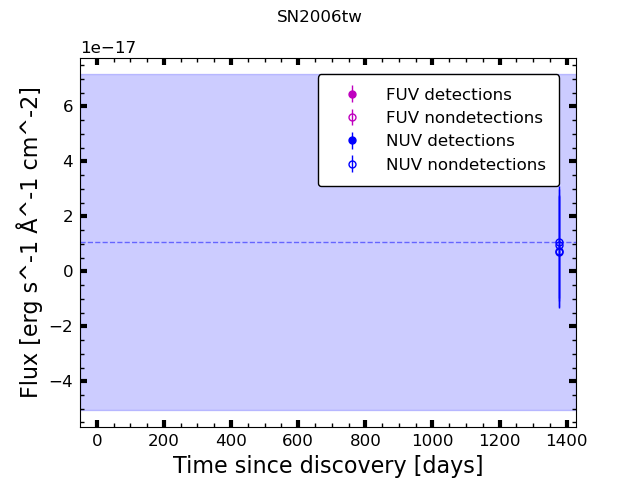 SN2006tw
1e−17
FUV detections
FUV nondetections
NUV detections
NUV nondetections
6
4
2
0
−2
−4
Flux [erg s^-1 Å^-1 cm^-2]
0 200 400 600 800 1000 1200 1400
Time since discovery [days]